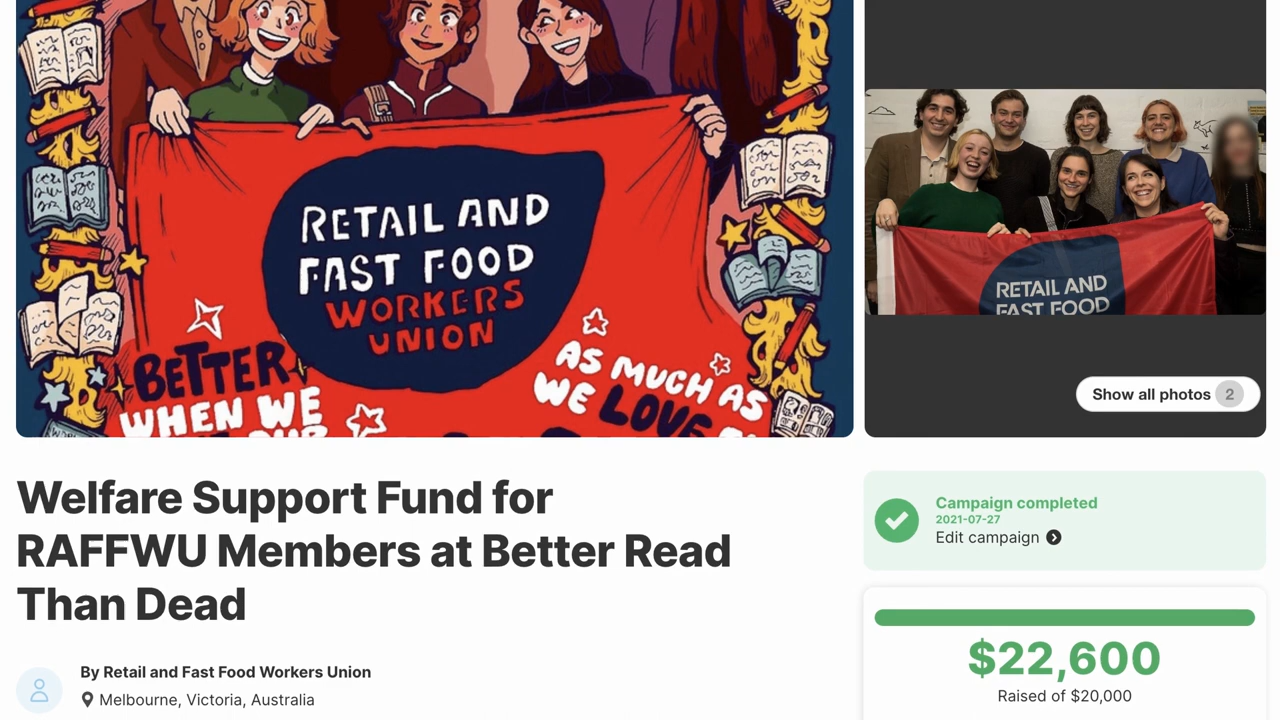 RETAIL AND
FAST FOOD
WORKERS
UNION
BETTER
WHEN WE
AS MUCH AS
WE LOVE
RETAIL AND
FAST FOOD
Show all photos 2
Welfare Support Fund for
RAFFWU Members at Better Read
Than Dead
By Retail and Fast Food Workers Union
Melbourne, Victoria, Australia
Campaign completed
2021-07-27
Edit campaign
$22,600
Raised of $20,000